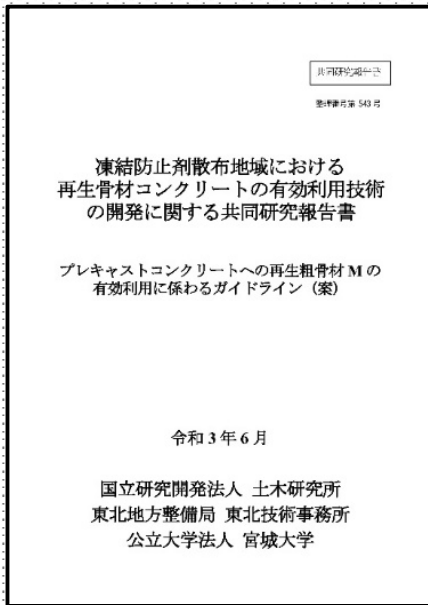 共同研究報告書
整理番号第 543 号
凍結防止剤散布地域における
再生骨材コンクリートの有効利用技術
の開発に関する共同研究報告書
プレキャストコンクリートへの再生粗骨材 M の
有効利用に係わるガイドライン（案）
令和 3 年 6 月
国立研究開発法人 土木研究所
東北地方整備局 東北技術事務所
公立大学法人 宮城大学